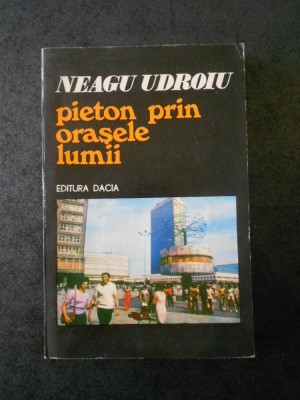 NEAGU UDROIU
pieton prin
orașele
lumii
EDITURA DACIA